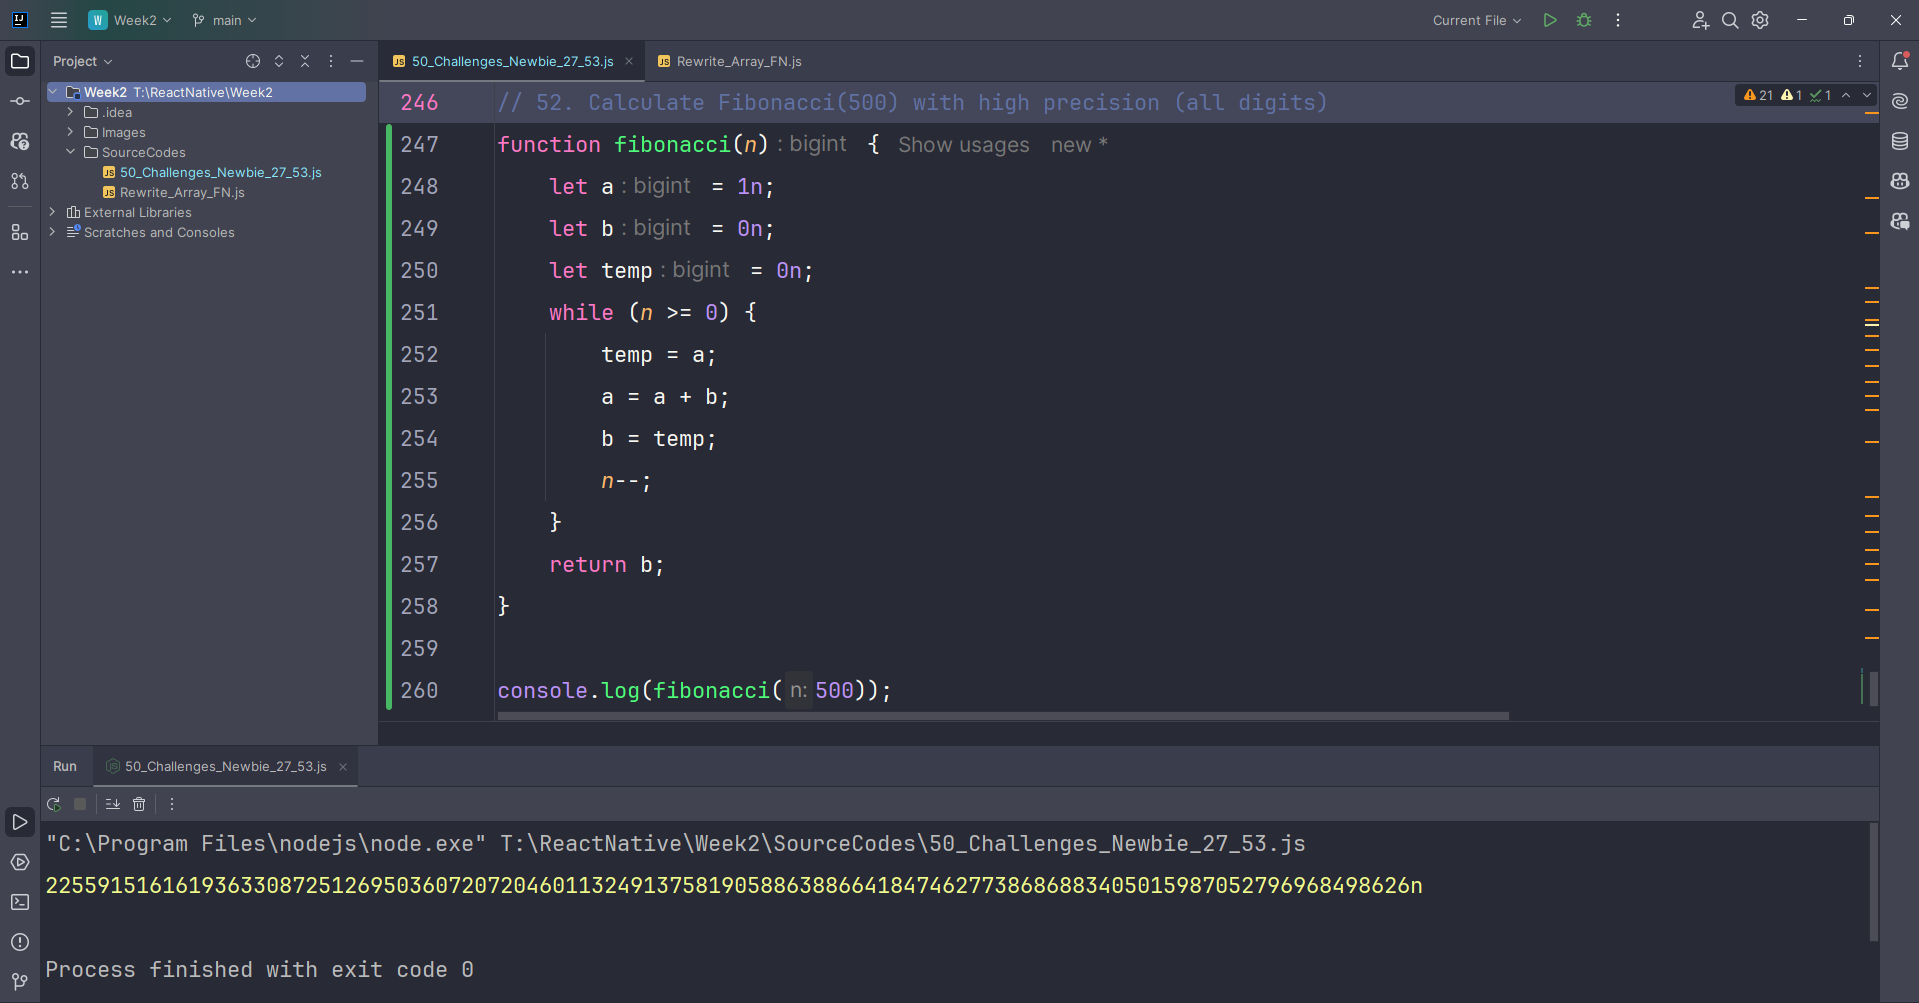 IJ
W Week2 main Current File
Project
50_Challenges_Newbie_27_53.js Rewrite_Array_FN.js
Week2 T:\ReactNative\Week2
.idea
Images
SourceCodes
JS 50_Challenges_Newbie_27_53.js
JS Rewrite_Array_FN.js
External Libraries
Scratches and Consoles
21 1 1
246 // 52. Calculate Fibonacci(500) with high precision (all digits)
247 function fibonacci(n) : bigint { Show usages new *
248 let a : bigint = 1n;
249 let b : bigint = 0n;
250 let temp : bigint = 0n;
251 while (n >= 0) {
252 temp = a;
253 a = a + b;
254 b = temp;
255 n--;
256 }
257 return b;
258 }
259
260 console.log(fibonacci( n: 500));
Run 50_Challenges_Newbie_27_53.js
"C:\Program Files\nodejs\node.exe" T:\ReactNative\Week2\SourceCodes\50_Challenges_Newbie_27_53.js
225591516161936330872512695036072072046011324913758190588638866418474627738686883405015987052796968498626n
Process finished with exit code 0